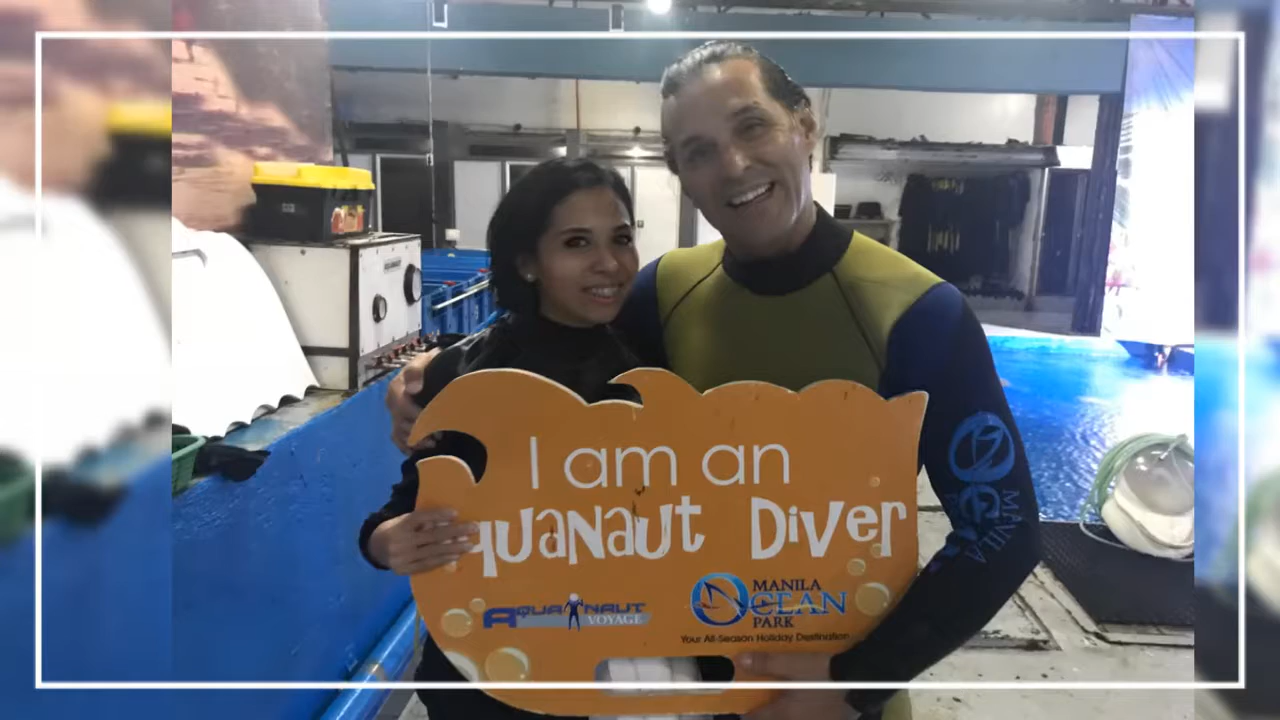 I am an
quanaut Diver
AQUANAUT
VOYAGE
MANILA
OCEAN
PARK
Your All-Season Holiday Destination
MANILA